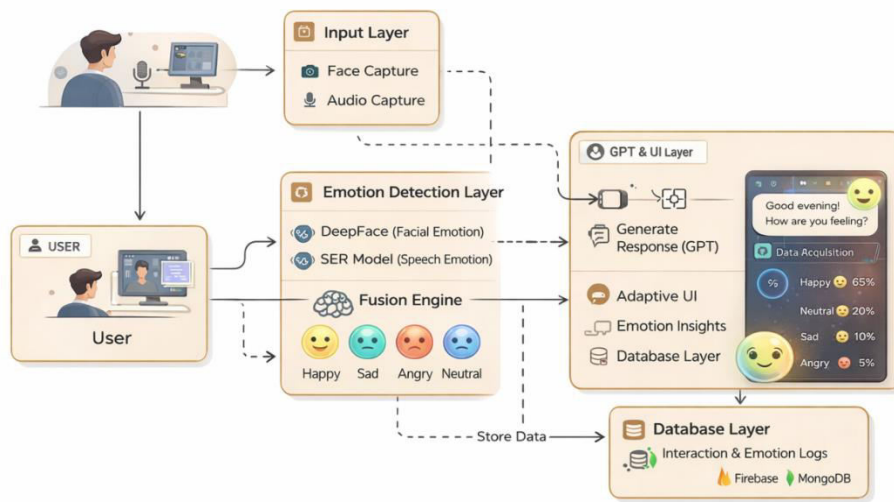 Input Layer
Face Capture
Audio Capture
USER
User
Emotion Detection Layer
DeepFace (Facial Emotion)
SER Model (Speech Emotion)
Fusion Engine
Happy Sad Angry Neutral
GPT & UI Layer
Generate
Response (GPT)
Adaptive UI
Emotion Insights
Database Layer
Good evening!
How are you feeling?
Data Acquisition
Happy 65%
Neutral 20%
Sad 10%
Angry 5%
Store Data
Database Layer
Interaction & Emotion Logs
Firebase MongoDB